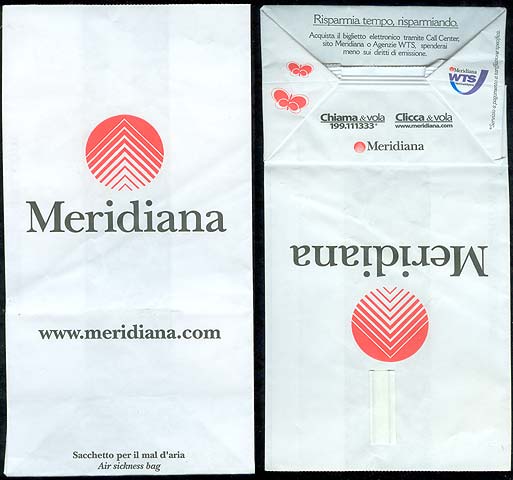 Meridiana
www.meridiana.com
Sacchetto per il mal d'aria
Air sickness bag
Risparmia tempo, risparmiando.
Acquista il biglietto elettronico tramite Call Center,
sito Meridiana o Agenzie WTS, spenderai
meno sui diritti di emissione.
Meridiana
WTS
Chiama & vola
199.111333*
Clicca & vola
www.meridiana.com
Meridiana
Meridiana